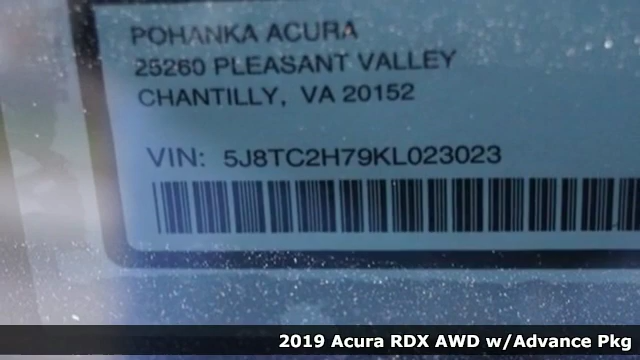 POHANKA ACURA
25260 PLEASANT VALLEY
CHANTILLY, VA 20152
VIN: 5J8TC2H79KL023023
2019 Acura RDX AWD w/Advance Pkg